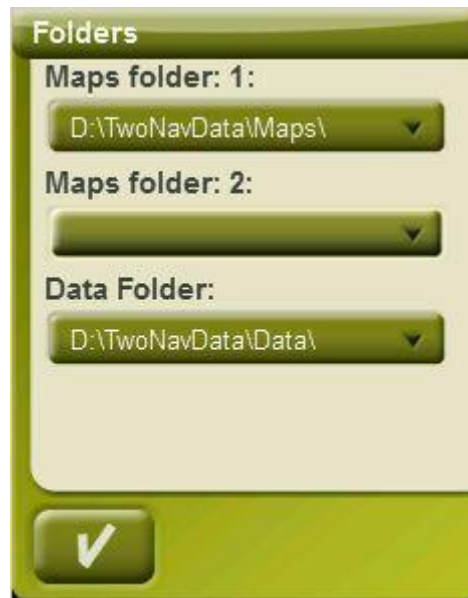 Folders
Maps folder: 1:
D:\TwoNavData\Maps\
Maps folder: 2:
Data Folder:
D:\TwoNavData\Data\